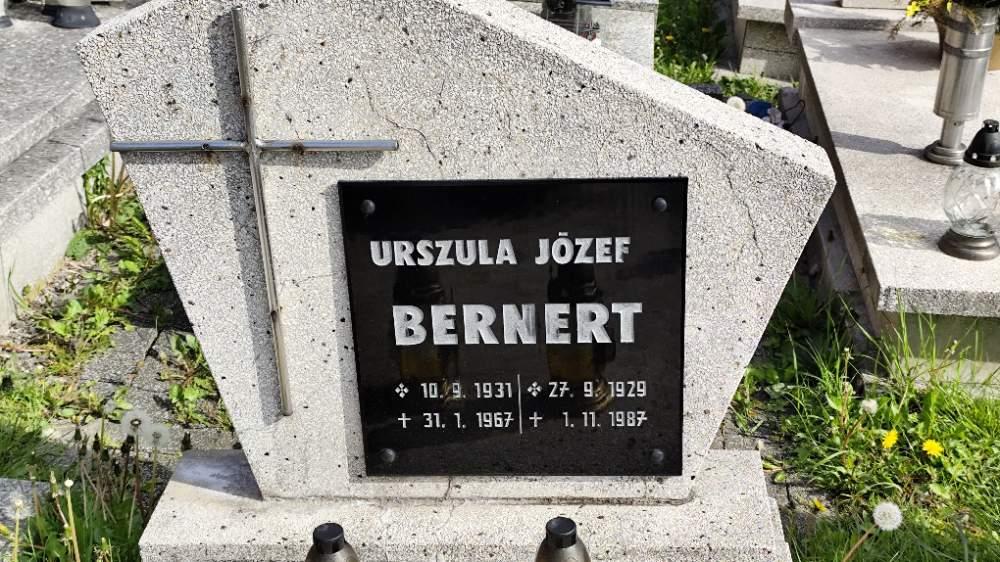 URSZULA JÓZEF
BERNERT
10. 9. 1931 27. 9. 1929
31. 1. 1967 1. 11. 1987